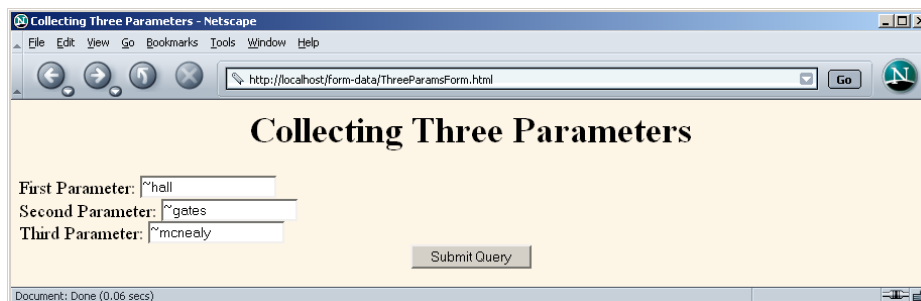 Collecting Three Parameters - Netscape
File Edit View Go Bookmarks Tools Window Help
http://localhost/form-data/ThreeParamsForm.html Go N
Collecting Three Parameters
First Parameter: ~hall
Second Parameter: ~gates
Third Parameter: ~mcnealy
Submit Query
Document: Done (0.06 secs)